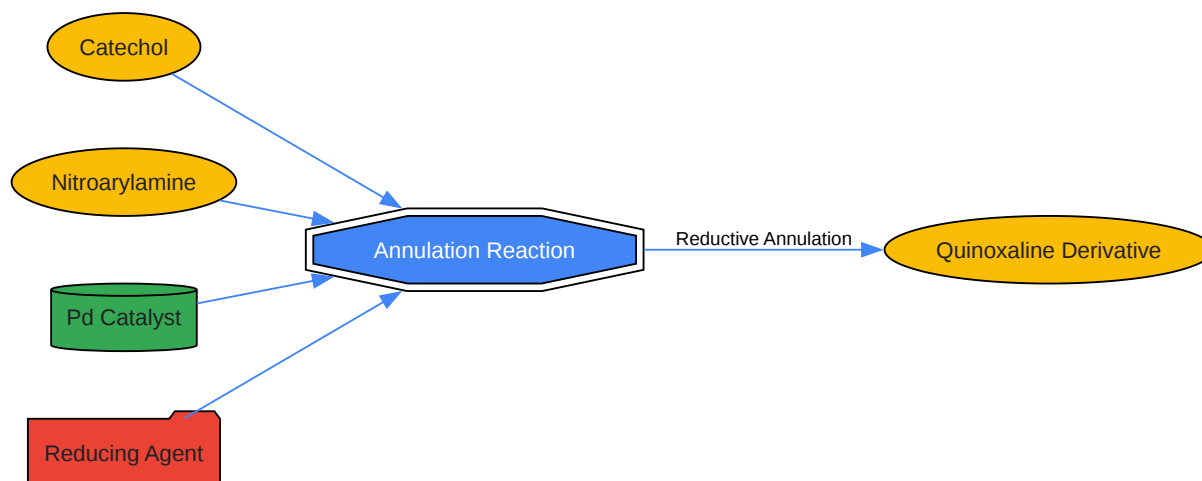 Catechol
Nitroarylamine
Annulation Reaction
Reductive Annulation
Quinoxaline Derivative
Pd Catalyst
Reducing Agent